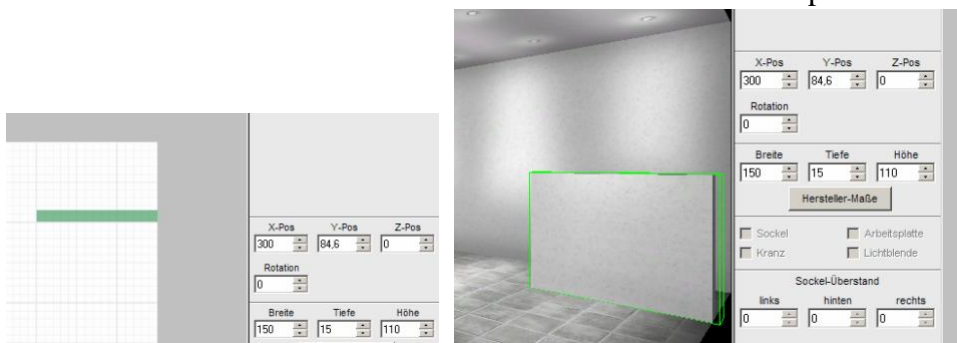 X-Pos Y-Pos Z-Pos
300 84,6 0
Rotation
0
Breite Tiefe Höhe
150 15 110
X-Pos Y-Pos Z-Pos
300 84,6 0
Rotation
0
Breite Tiefe Höhe
150 15 110
Hersteller-Maße
Sockel Arbeitsplatte
Kranz Lichtblende
Sockel-Überstand
links hinten rechts
0 0 0